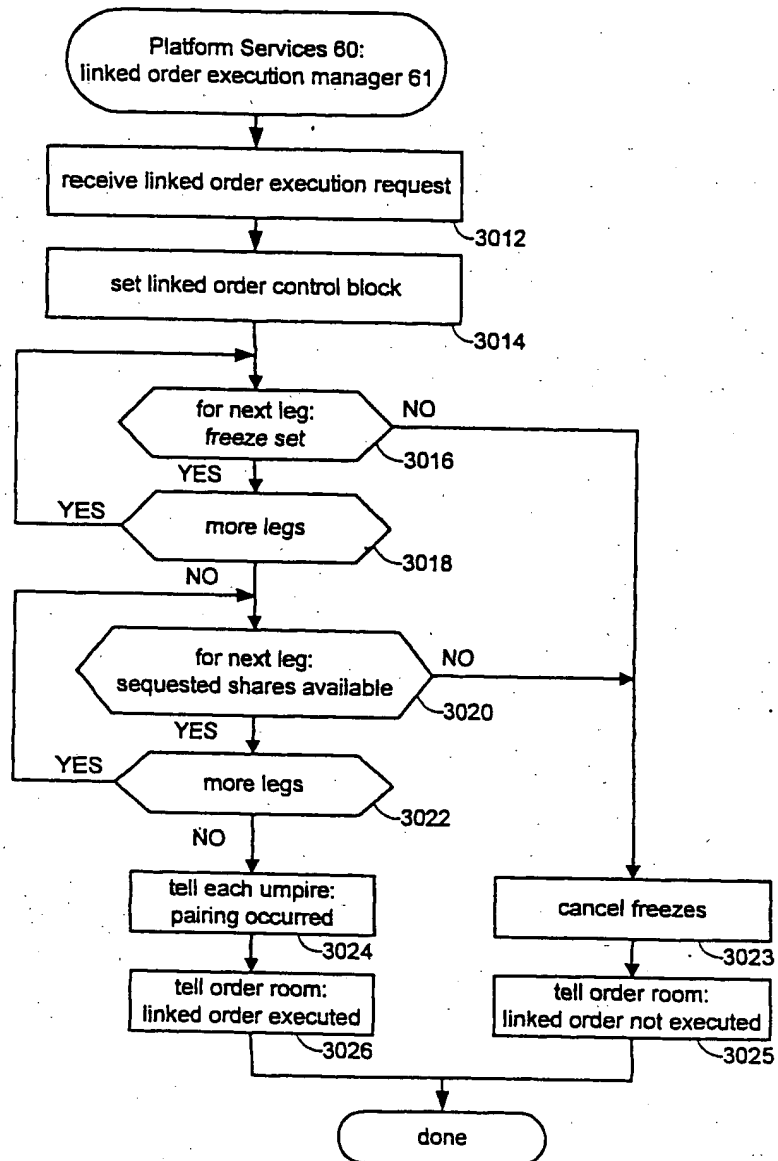 Platform Services 60:
linked order execution manager 61
receive linked order execution request
3012
set linked order control block
3014
for next leg:
freeze set
NO
3016
YES
YES
more legs
3018
NO
for next leg:
sequested shares available
NO
3020
YES
YES
more legs
3022
NO
tell each umpire:
pairing occurred
3024
cancel freezes
3023
tell order room:
linked order executed
3026
tell order room:
linked order not executed
3025
done